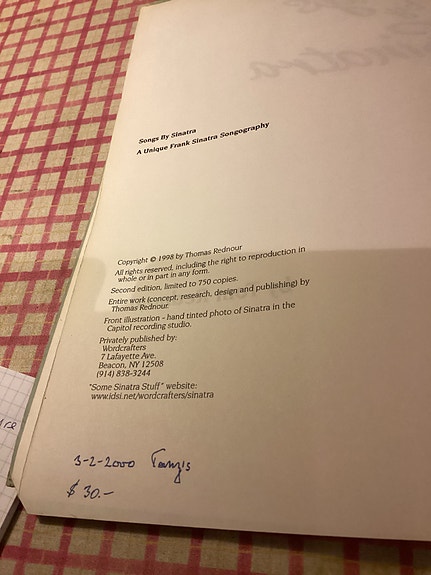 Sinatra
Songs By Sinatra
A Unique Frank Sinatra Songography
Copyright © 1998 by Thomas Rednour
All rights reserved, including the right to reproduction in
whole or in part in any form.
Second edition, limited to 750 copies.
Entire work (concept, research, design and publishing) by
Thomas Rednour.
Front illustration - hand tinted photo of Sinatra in the
Capitol recording studio.
Privately published by:
Wordcrafters
7 Lafayette Ave.
Beacon, NY 12508
(914) 838-3244
"Some Sinatra Stuff" website:
www.idsi.net/wordcrafters/sinatra
3-2-2000
$ 30.-